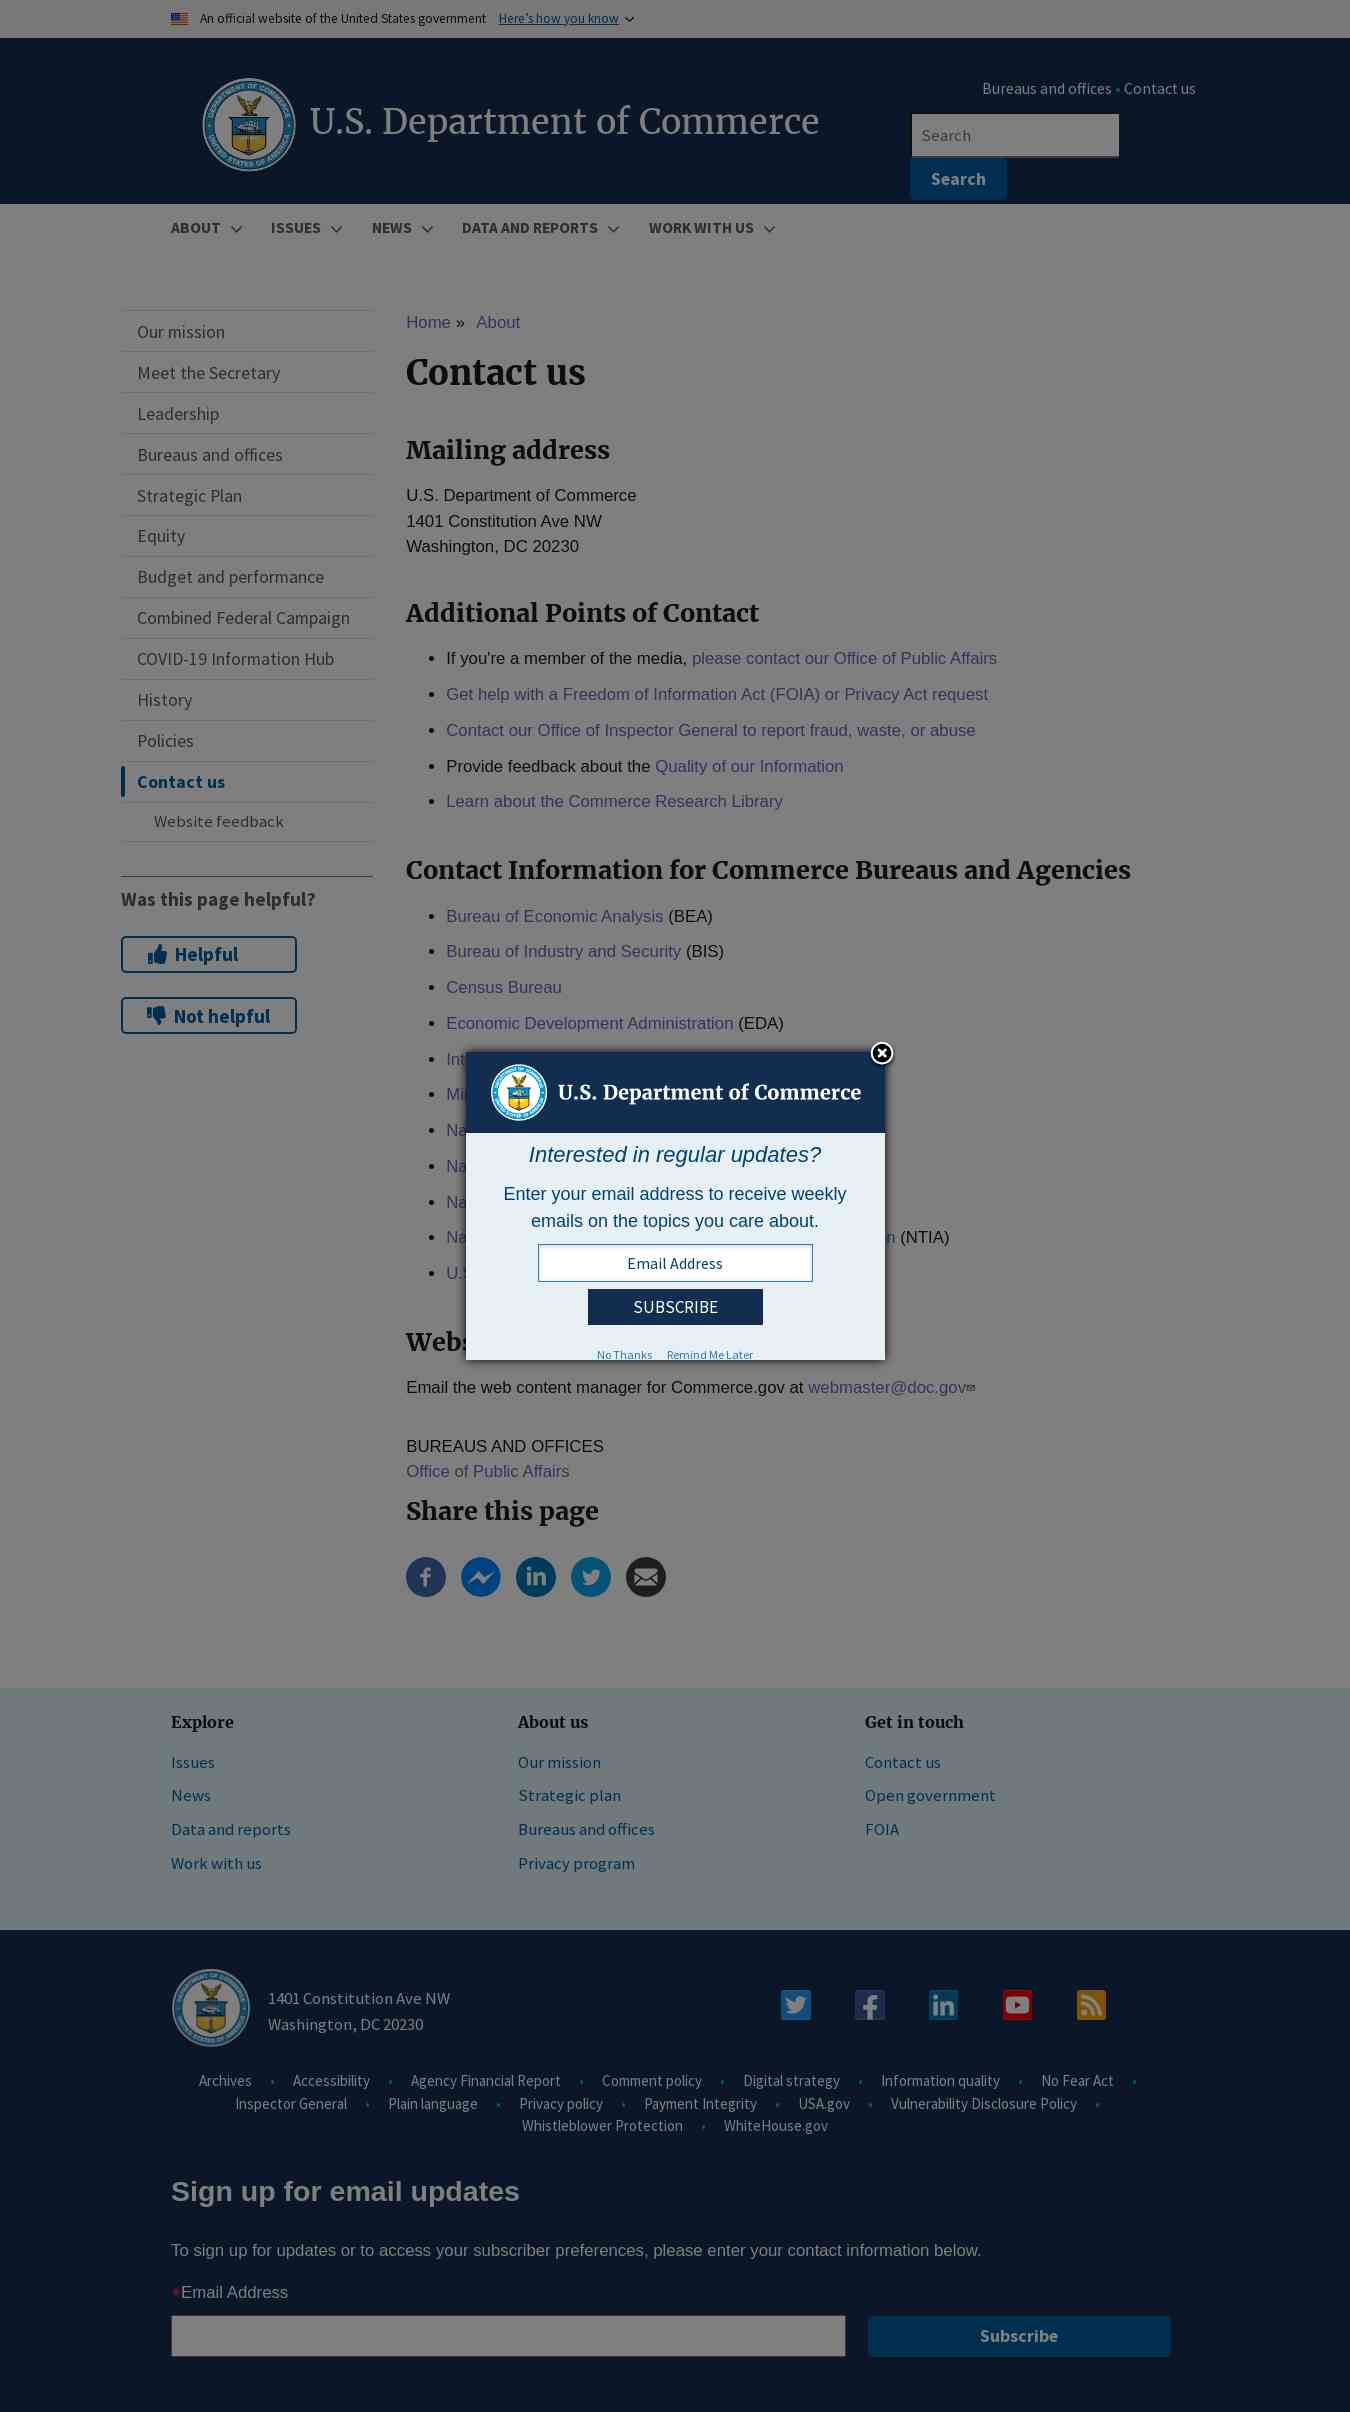 An official website of the United States government Here's how you know
Bureaus and offices • Contact us
U.S. Department of Commerce
Search
Search
ABOUT ISSUES NEWS DATA AND REPORTS WORK WITH US
Our mission
Meet the Secretary
Leadership
Bureaus and offices
Strategic Plan
Equity
Budget and performance
Combined Federal Campaign
COVID-19 Information Hub
History
Policies
Contact us
Website feedback
Was this page helpful?
Helpful
Not helpful
Home » About
Contact us
Mailing address
U.S. Department of Commerce
1401 Constitution Ave NW
Washington, DC 20230
Additional Points of Contact
• If you're a member of the media, please contact our Office of Public Affairs
• Get help with a Freedom of Information Act (FOIA) or Privacy Act request
• Contact our Office of Inspector General to report fraud, waste, or abuse
• Provide feedback about the Quality of our Information
• Learn about the Commerce Research Library
Contact Information for Commerce Bureaus and Agencies
• Bureau of Economic Analysis (BEA)
• Bureau of Industry and Security (BIS)
• Census Bureau
• Economic Development Administration (EDA)
(NTIA)
U.S. Department of Commerce
Interested in regular updates?
Enter your email address to receive weekly
emails on the topics you care about.
Email Address
SUBSCRIBE
No Thanks Remind Me Later
Email the web content manager for Commerce.gov at webmaster@doc.gov
BUREAUS AND OFFICES
Office of Public Affairs
Share this page
Explore
Issues
News
Data and reports
Work with us
About us
Our mission
Strategic plan
Bureaus and offices
Privacy program
Get in touch
Contact us
Open government
FOIA
1401 Constitution Ave NW
Washington, DC 20230
Archives • Accessibility • Agency Financial Report • Comment policy • Digital strategy • Information quality • No Fear Act •
Inspector General • Plain language • Privacy policy • Payment Integrity • USA.gov • Vulnerability Disclosure Policy •
Whistleblower Protection • WhiteHouse.gov
Sign up for email updates
To sign up for updates or to access your subscriber preferences, please enter your contact information below.
*Email Address
Subscribe